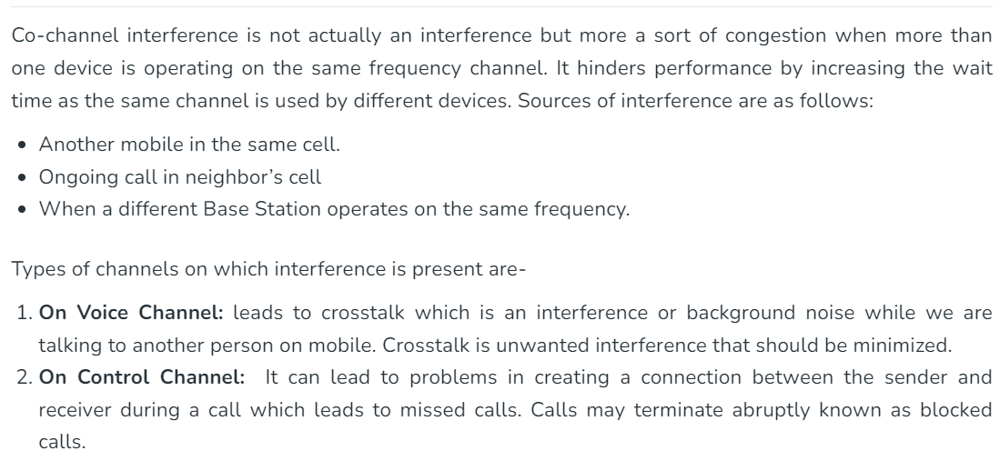 Co-channel interference is not actually an interference but more a sort of congestion when more than
one device is operating on the same frequency channel. It hinders performance by increasing the wait
time as the same channel is used by different devices. Sources of interference are as follows:
• Another mobile in the same cell.
• Ongoing call in neighbor’s cell
• When a different Base Station operates on the same frequency.
Types of channels on which interference is present are-
1. On Voice Channel: leads to crosstalk which is an interference or background noise while we are
talking to another person on mobile. Crosstalk is unwanted interference that should be minimized.
2. On Control Channel: It can lead to problems in creating a connection between the sender and
receiver during a call which leads to missed calls. Calls may terminate abruptly known as blocked
calls.